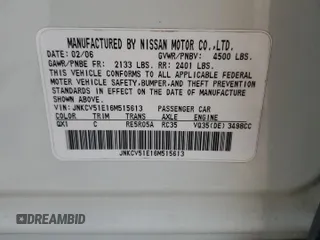 MANUFACTURED BY NISSAN MOTOR CO.,LTD.
DATE: 02/06 GVWR/PNBV: 4500 LBS.
GAWR/PNBE FR: 2133 LBS. RR: 2401 LBS.
THIS VEHICLE CONFORMS TO ALL APPLICABLE FEDERAL
MOTOR VEHICLE SAFETY,BUMPER,AND THEFT PREVENTION
STANDARDS IN EFFECT ON THE DATE OF MANUFACTURE
SHOWN ABOVE.
VIN: JNKCV51E16M515613 PASSENGER CAR
COLOR TRIM TRANS AXLE ENGINE
QX1 C RE5R05A RC35 VQ35(DE) 3498CC
JNKCV51E16M515613
DREAMBID